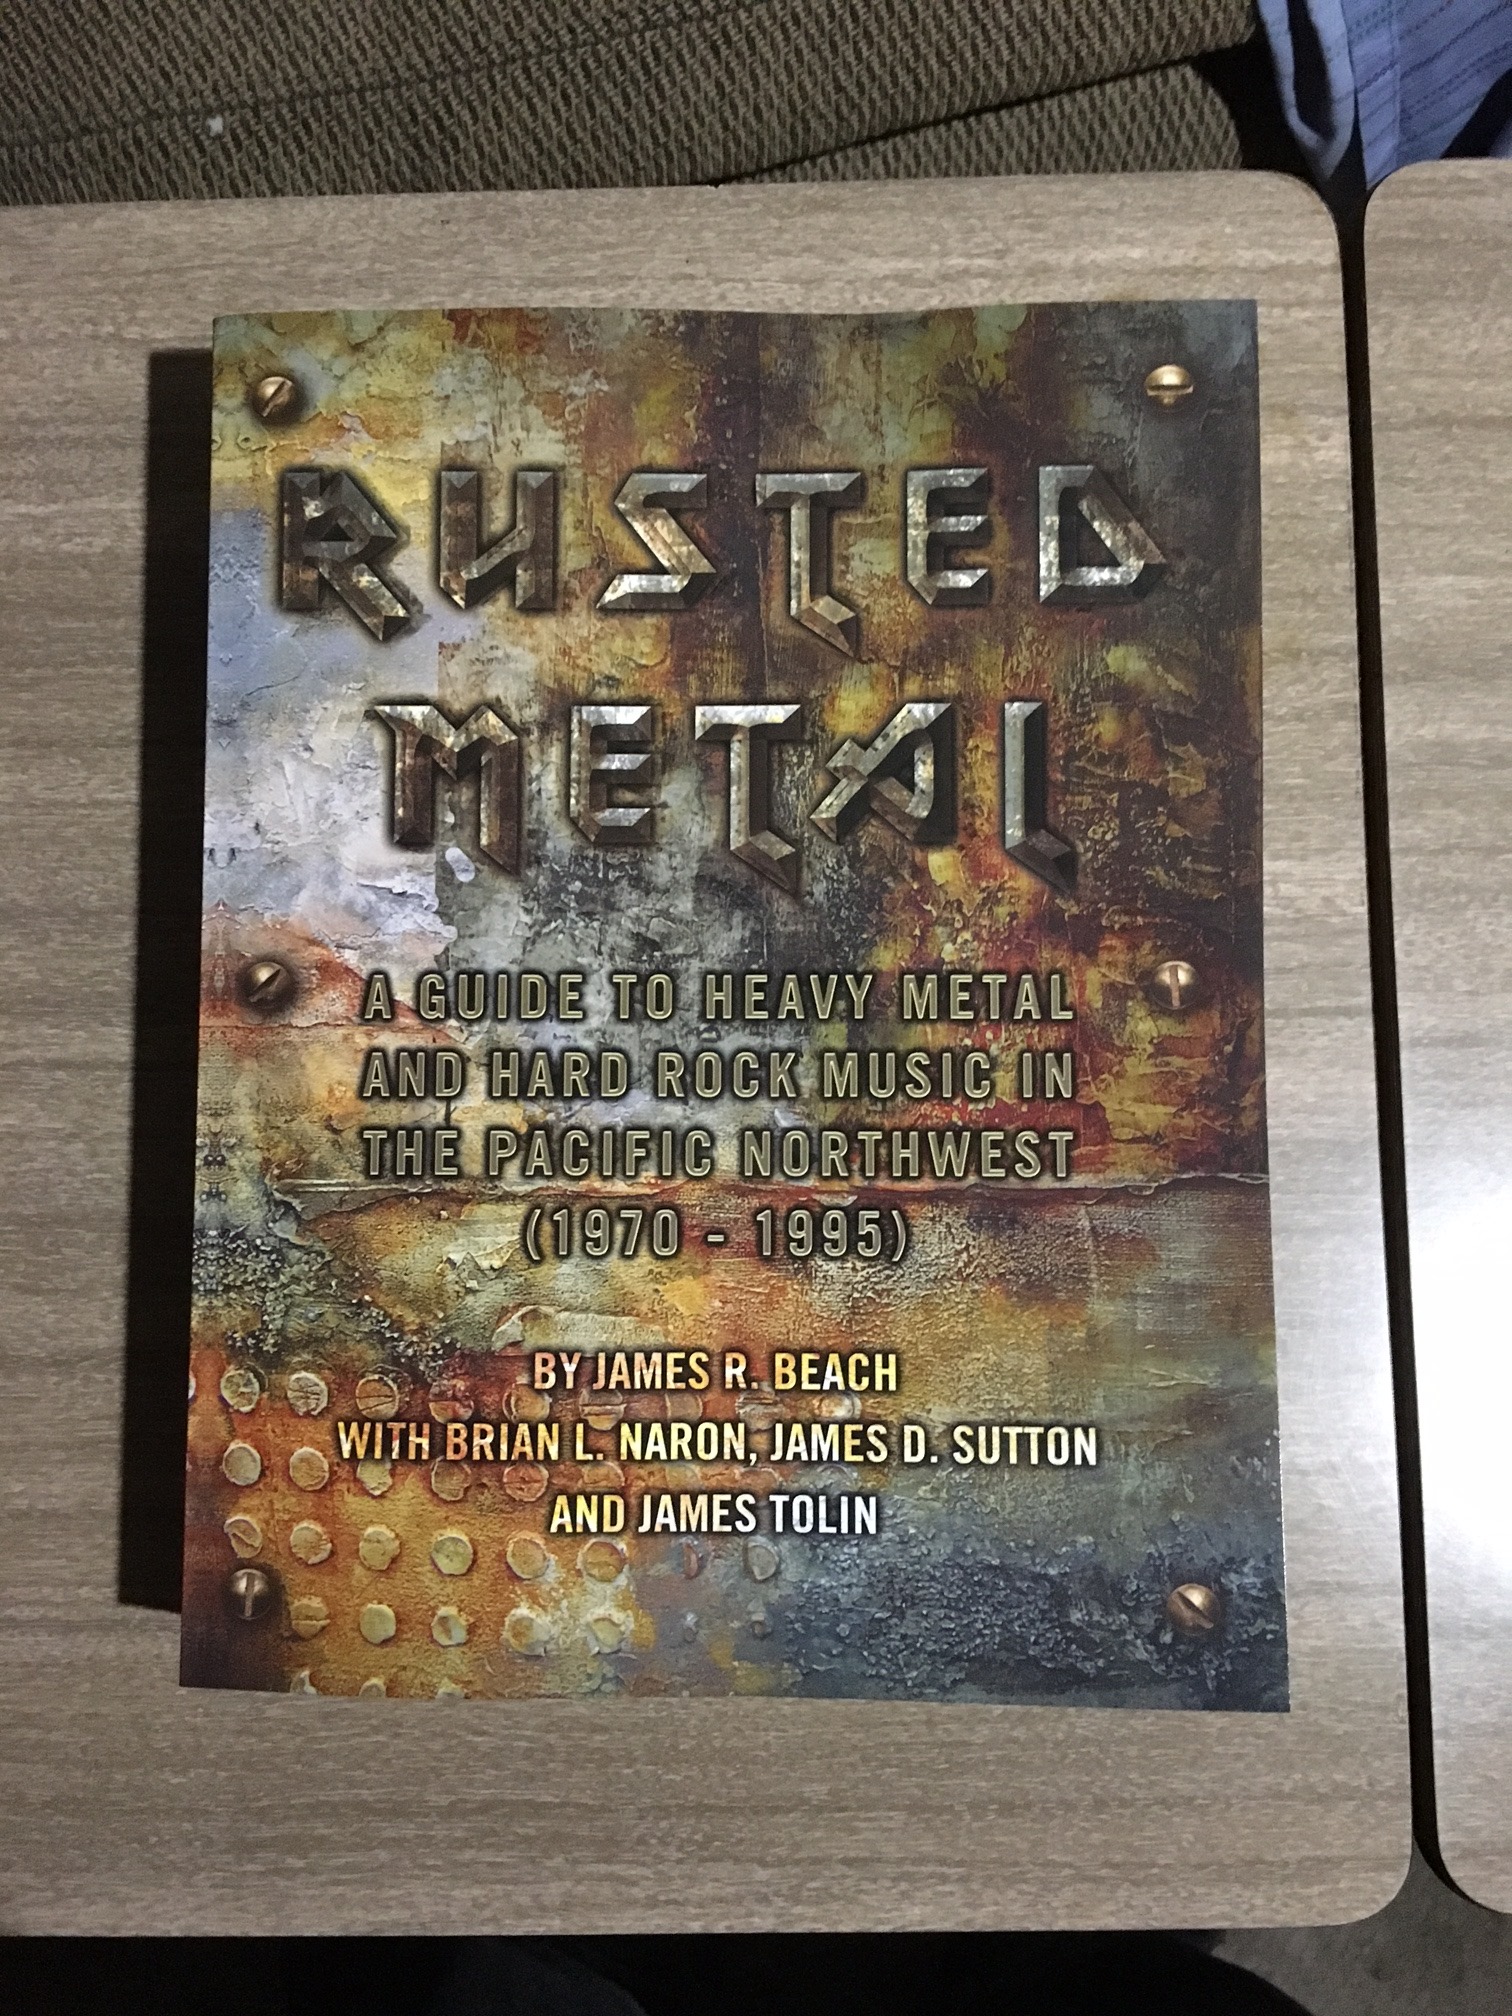 RUSTED
METAL
A GUIDE TO HEAVY METAL
AND HARD ROCK MUSIC IN
THE PACIFIC NORTHWEST
(1970 - 1995)
BY JAMES R. BEACH
WITH BRIAN L. NARON, JAMES D. SUTTON
AND JAMES TOLIN